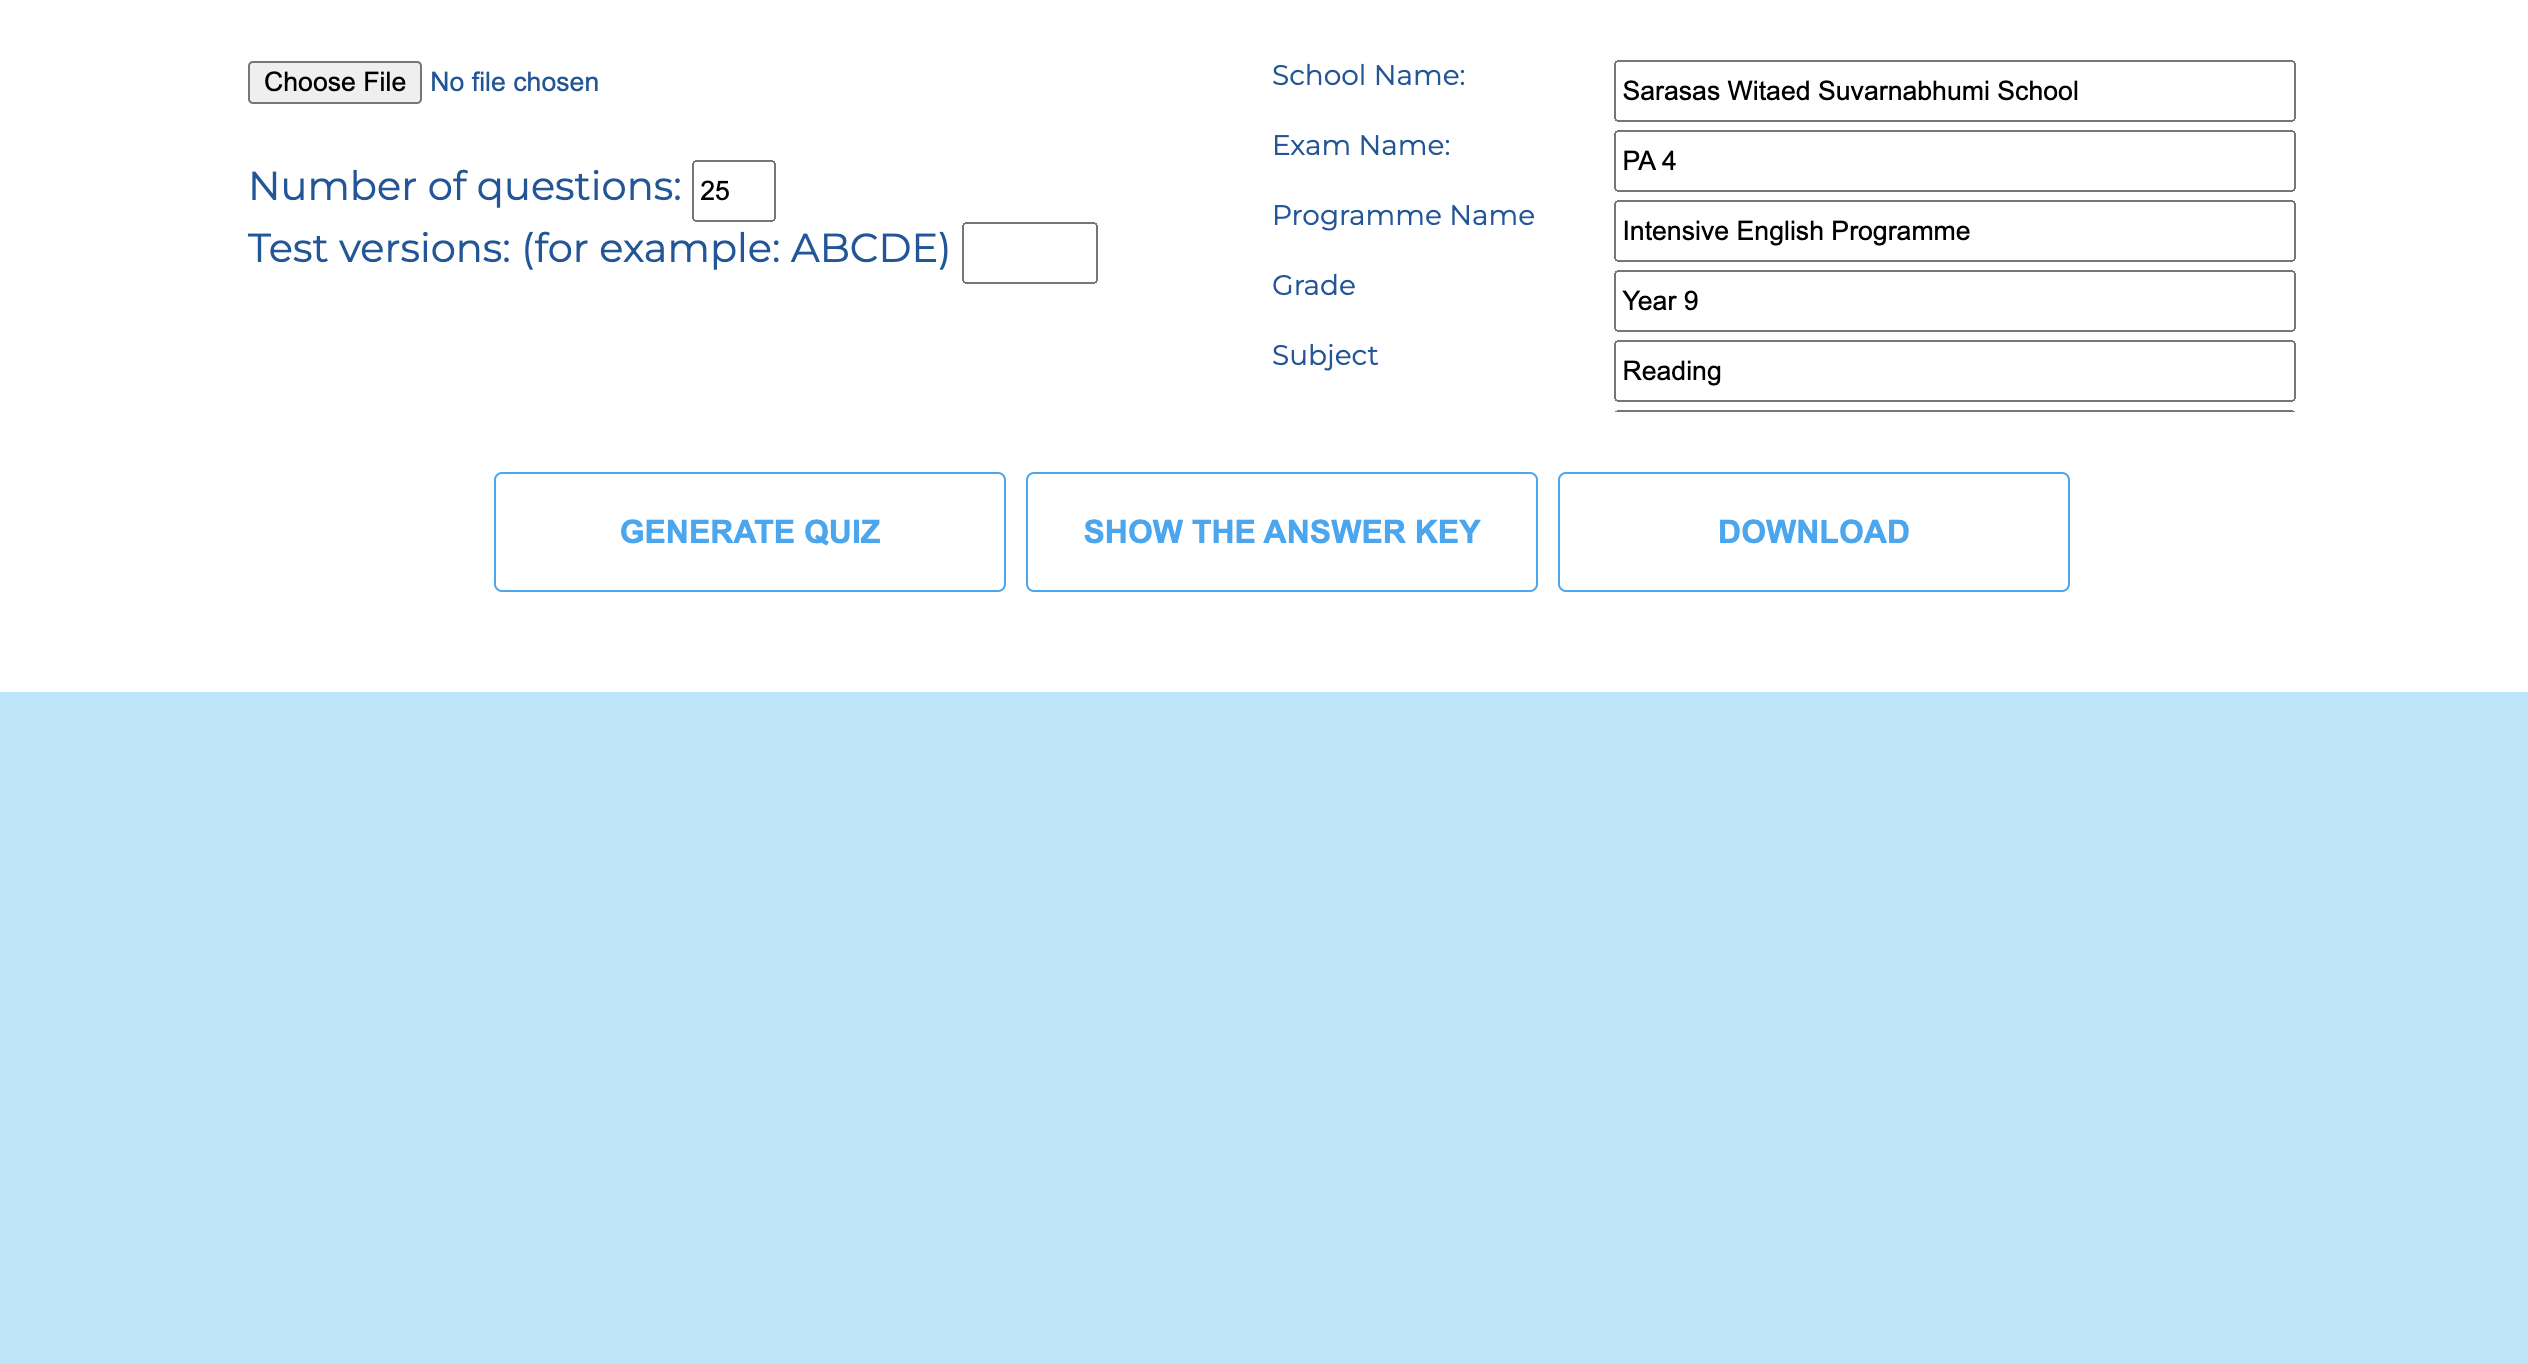 Choose File No file chosen
Number of questions: 25
Test versions: (for example: ABCDE)
School Name: Sarasas Witaed Suvarnabhumi School
Exam Name: PA 4
Programme Name Intensive English Programme
Grade Year 9
Subject Reading
GENERATE QUIZ SHOW THE ANSWER KEY DOWNLOAD